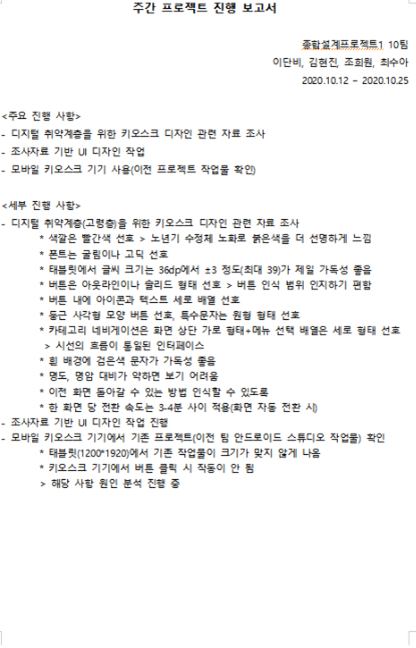 주간 프로젝트 진행 보고서
종합설계프로젝트1 10팀
이단비, 김현진, 조희원, 최수아
2020.10.12 – 2020.10.25
<주요 진행 사항>
- 디지털 취약계층을 위한 키오스크 디자인 관련 자료 조사
- 조사자료 기반 UI 디자인 작업
- 모바일 키오스크 기기 사용(이전 프로젝트 작업물 확인)
<세부 진행 사항>
- 디지털 취약계층(고령층)을 위한 키오스크 디자인 관련 자료 조사
* 색깔은 빨간색 선호 > 노년기 수정체 노화로 붉은색을 더 선명하게 느낌
* 폰트는 굴림이나 고딕 선호
* 태블릿에서 글씨 크기는 36dp에서 ±3 정도(최대 39)가 제일 가독성 좋음
* 버튼은 아웃라인이나 솔리드 형태 선호 > 버튼 인식 범위 인지하기 편함
* 버튼 내에 아이콘과 텍스트 세로 배열 선호
* 둥근 사각형 모양 버튼 선호, 특수문자는 원형 형태 선호
* 카테고리 네비게이션은 화면 상단 가로 형태+메뉴 선택 배열은 세로 형태 선호
> 시선의 흐름이 통일된 인터페이스
* 흰 배경에 검은색 문자가 가독성 좋음
* 명도, 명암 대비가 약하면 보기 어려움
* 이전 화면 돌아갈 수 있는 방법 인식할 수 있도록
* 한 화면 당 전환 속도는 3-4분 사이 적용(화면 자동 전환 시)
- 조사자료 기반 UI 디자인 작업 진행
- 모바일 키오스크 기기에서 기존 프로젝트(이전 팀 안드로이드 스튜디오 작업물) 확인
* 태블릿(1200*1920)에서 기존 작업물이 크기가 맞지 않게 나옴
* 키오스크 기기에서 버튼 클릭 시 작동이 안 됨
> 해당 사항 원인 분석 진행 중